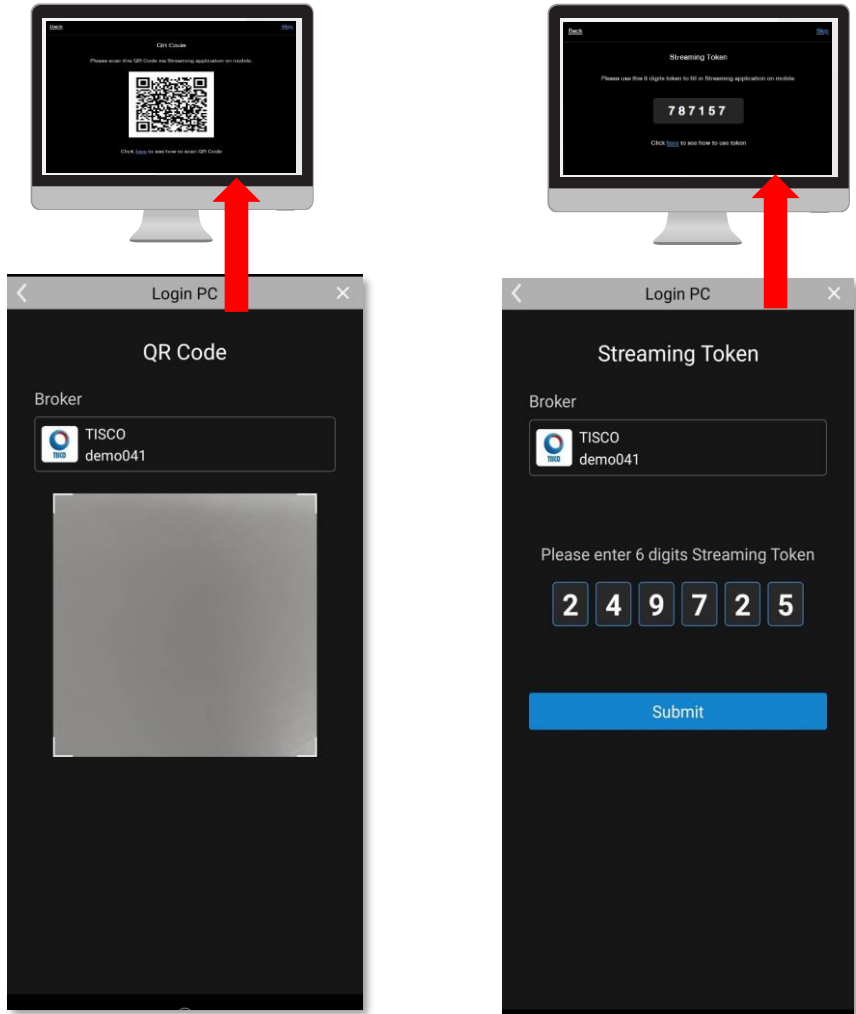 Back
Skip
QR Code
Please scan this QR Code via Streaming application on mobile.
Click here to see how to scan QR Code
Login PC
QR Code
Broker
TISCO
TISCO
demo041
Back
Skip
Streaming Token
Please use this 6 digits token to fill in Streaming application on mobile
787157
Click here to see how to use token
Login PC
Streaming Token
Broker
TISCO
TISCO
demo041
Please enter 6 digits Streaming Token
2 4 9 7 2 5
Submit